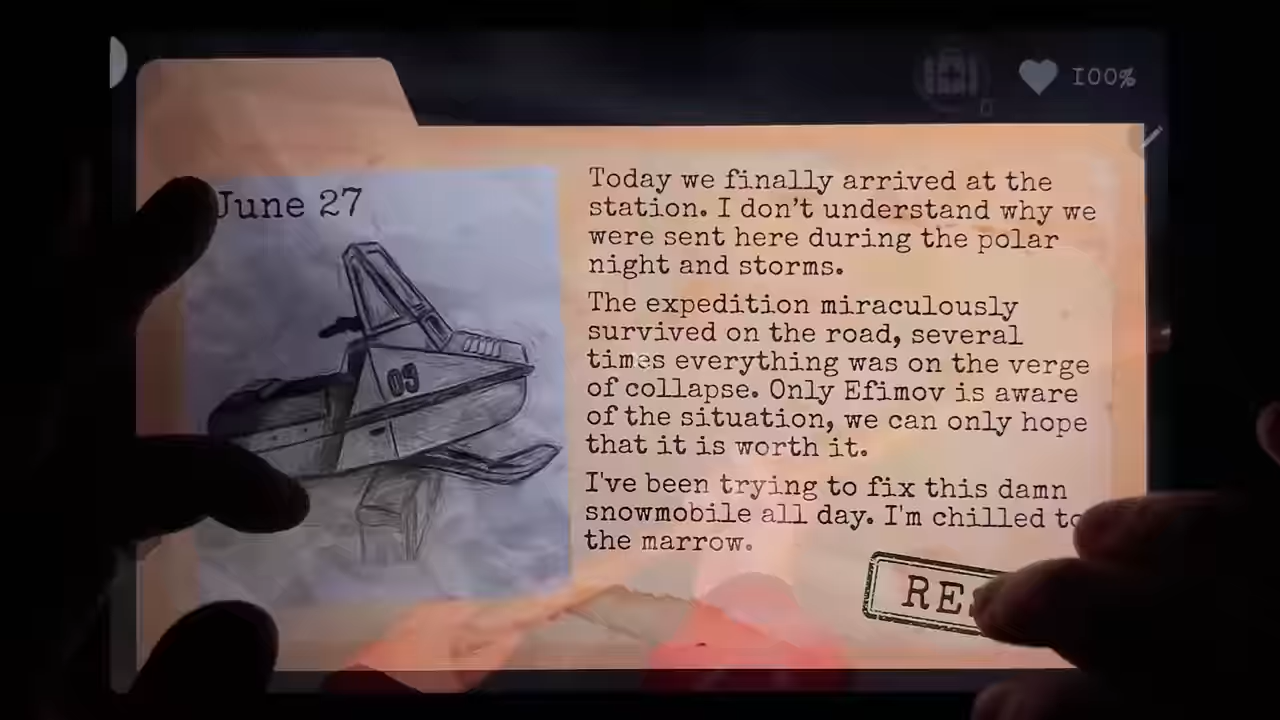 100%
June 27
Today we finally arrived at the
station. I don't understand why we
were sent here during the polar
night and storms.
The expedition miraculously
survived on the road, several
times everything was on the verge
of collapse. Only Efimov is aware
of the situation, we can only hope
that it is worth it.
I've been trying to fix this damn
snowmobile all day. I'm chilled to
the marrow.
09